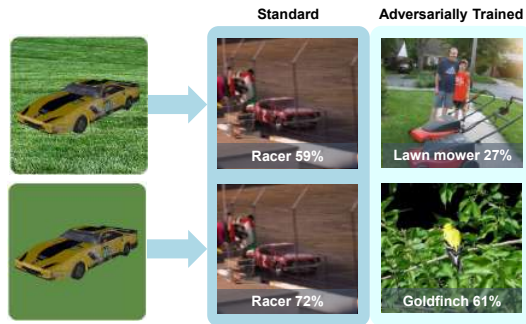 Standard
Adversarially Trained
Racer 59%
Lawn mower 27%
Racer 72%
Goldfinch 61%